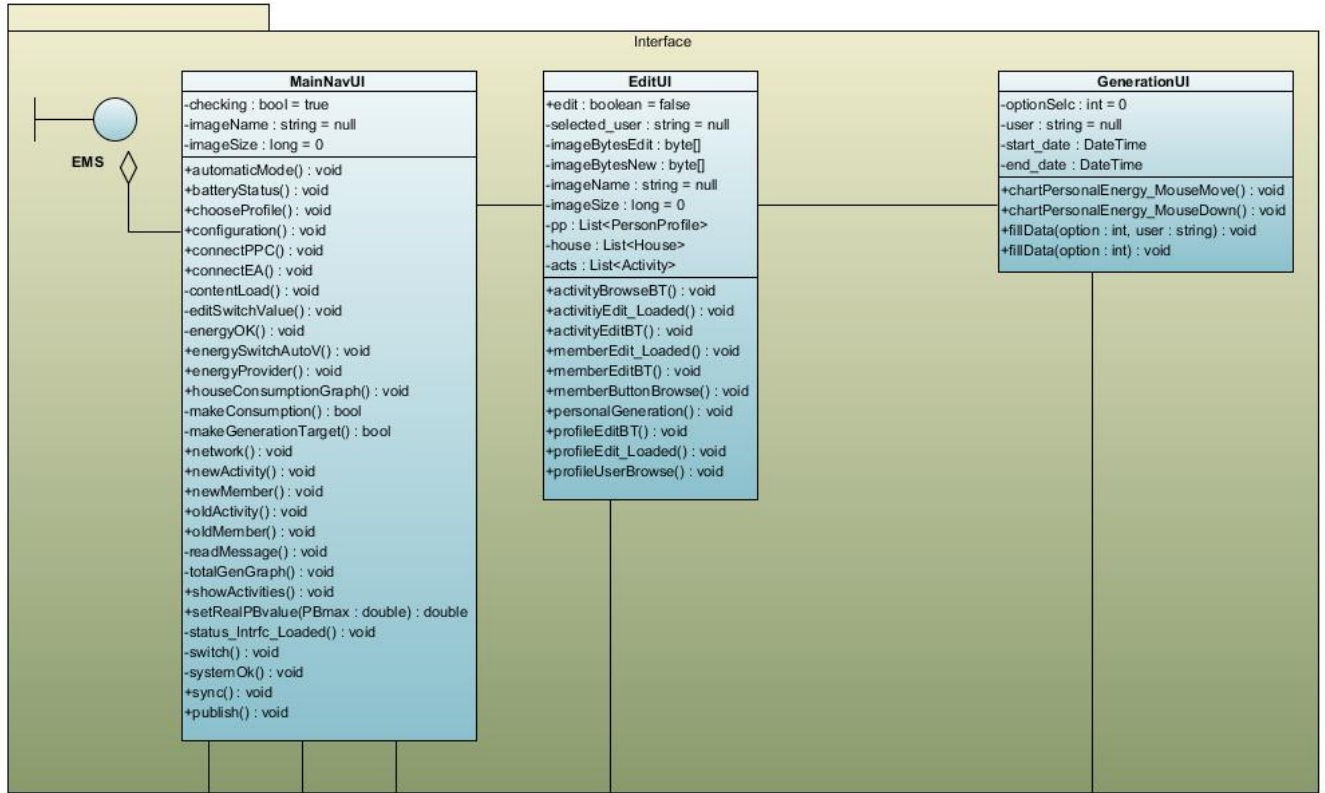 Interface
EMS
MainNavUI
-checking : bool = true
-imageName : string = null
-imageSize : long = 0
+automaticMode() : void
+batteryStatus() : void
+chooseProfile() : void
+configuration() : void
+connectPPC() : void
+connectEA() : void
-contentLoad() : void
-editSwitchValue() : void
-energyOK() : void
+energySwitchAutoV() : void
+energyProvider() : void
+houseConsumptionGraph() : void
-makeConsumption() : bool
-makeGenerationTarget() : bool
+network() : void
+newActivity() : void
+newMember() : void
+oldActivity() : void
+oldMember() : void
-readMessage() : void
-totalGenGraph() : void
+showActivities() : void
+setRealPBvalue(PBmax : double) : double
-status_Intrfc_Loaded() : void
-switch() : void
-systemOk() : void
+sync() : void
+publish() : void
EditUI
+edit : boolean = false
-selected_user : string = null
-imageBytesEdit : byte[]
-imageBytesNew : byte[]
-imageName : string = null
-imageSize : long = 0
-pp : List<PersonProfile>
-house : List<House>
-acts : List<Activity>
+activityBrowseBT() : void
+activitiyEdit_Loaded() : void
+activityEditBT() : void
+memberEdit_Loaded() : void
+memberEditBT() : void
+memberButtonBrowse() : void
+personalGeneration() : void
+profileEditBT() : void
+profileEdit_Loaded() : void
+profileUserBrowse() : void
GenerationUI
-optionSelc : int = 0
-user : string = null
-start_date : DateTime
-end_date : DateTime
+chartPersonalEnergy_MouseMove() : void
+chartPersonalEnergy_MouseDown() : void
+fillData(option : int, user : string) : void
+fillData(option : int) : void